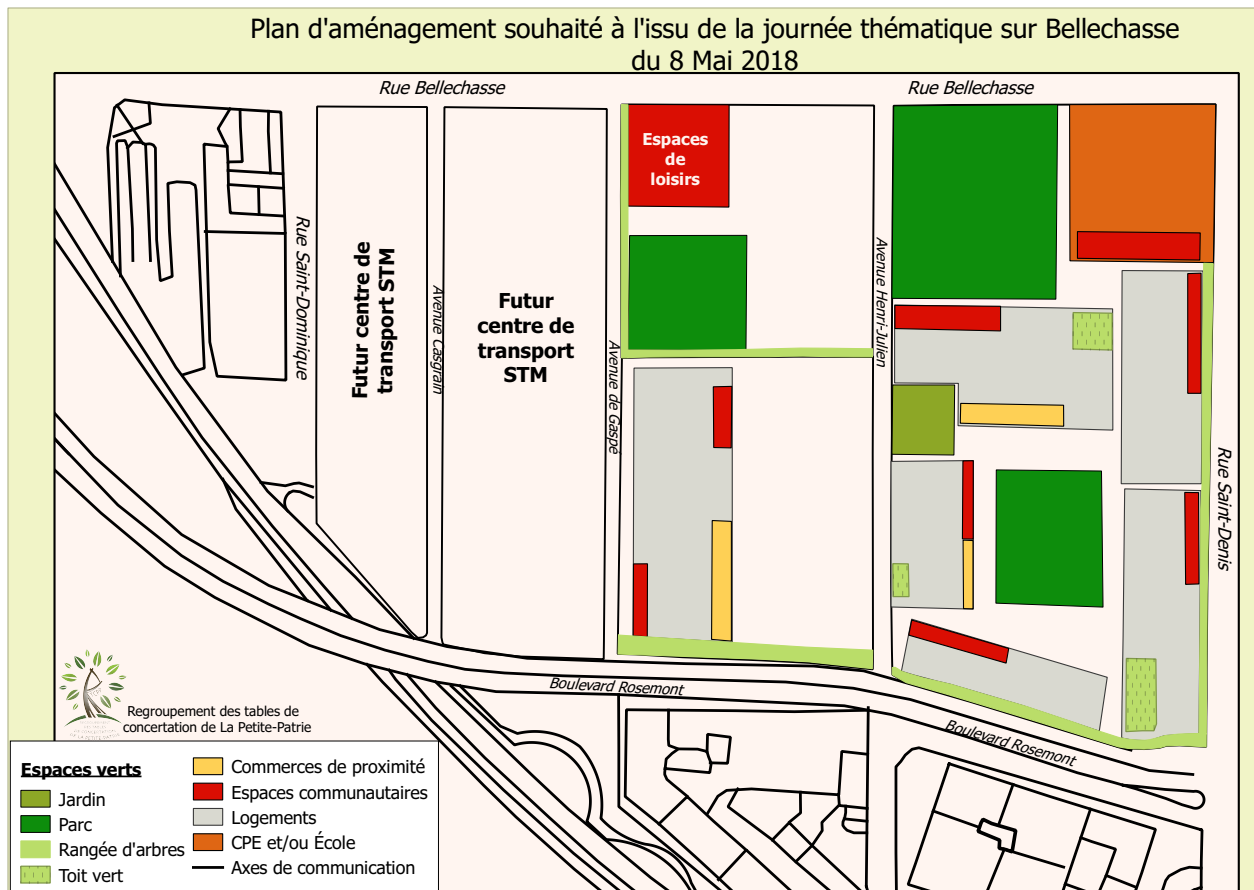 Plan d'aménagement souhaité à l'issu de la journée thématique sur Bellechasse
du 8 Mai 2018
Rue Bellechasse
Rue Bellechasse
Espaces
de
loisirs
Rue Saint-Dominique
Futur centre de
transport STM
Avenue Casgrain
Futur
centre de
transport
STM
Avenue de Gaspé
Avenue Henri-Julien
Rue Saint-Denis
Boulevard Rosemont
Boulevard Rosemont
Regroupement des tables de
concertation de La Petite-Patrie
Espaces verts
Jardin
Parc
Rangée d'arbres
Toit vert
Commerces de proximité
Espaces communautaires
Logements
CPE et/ou École
Axes de communication